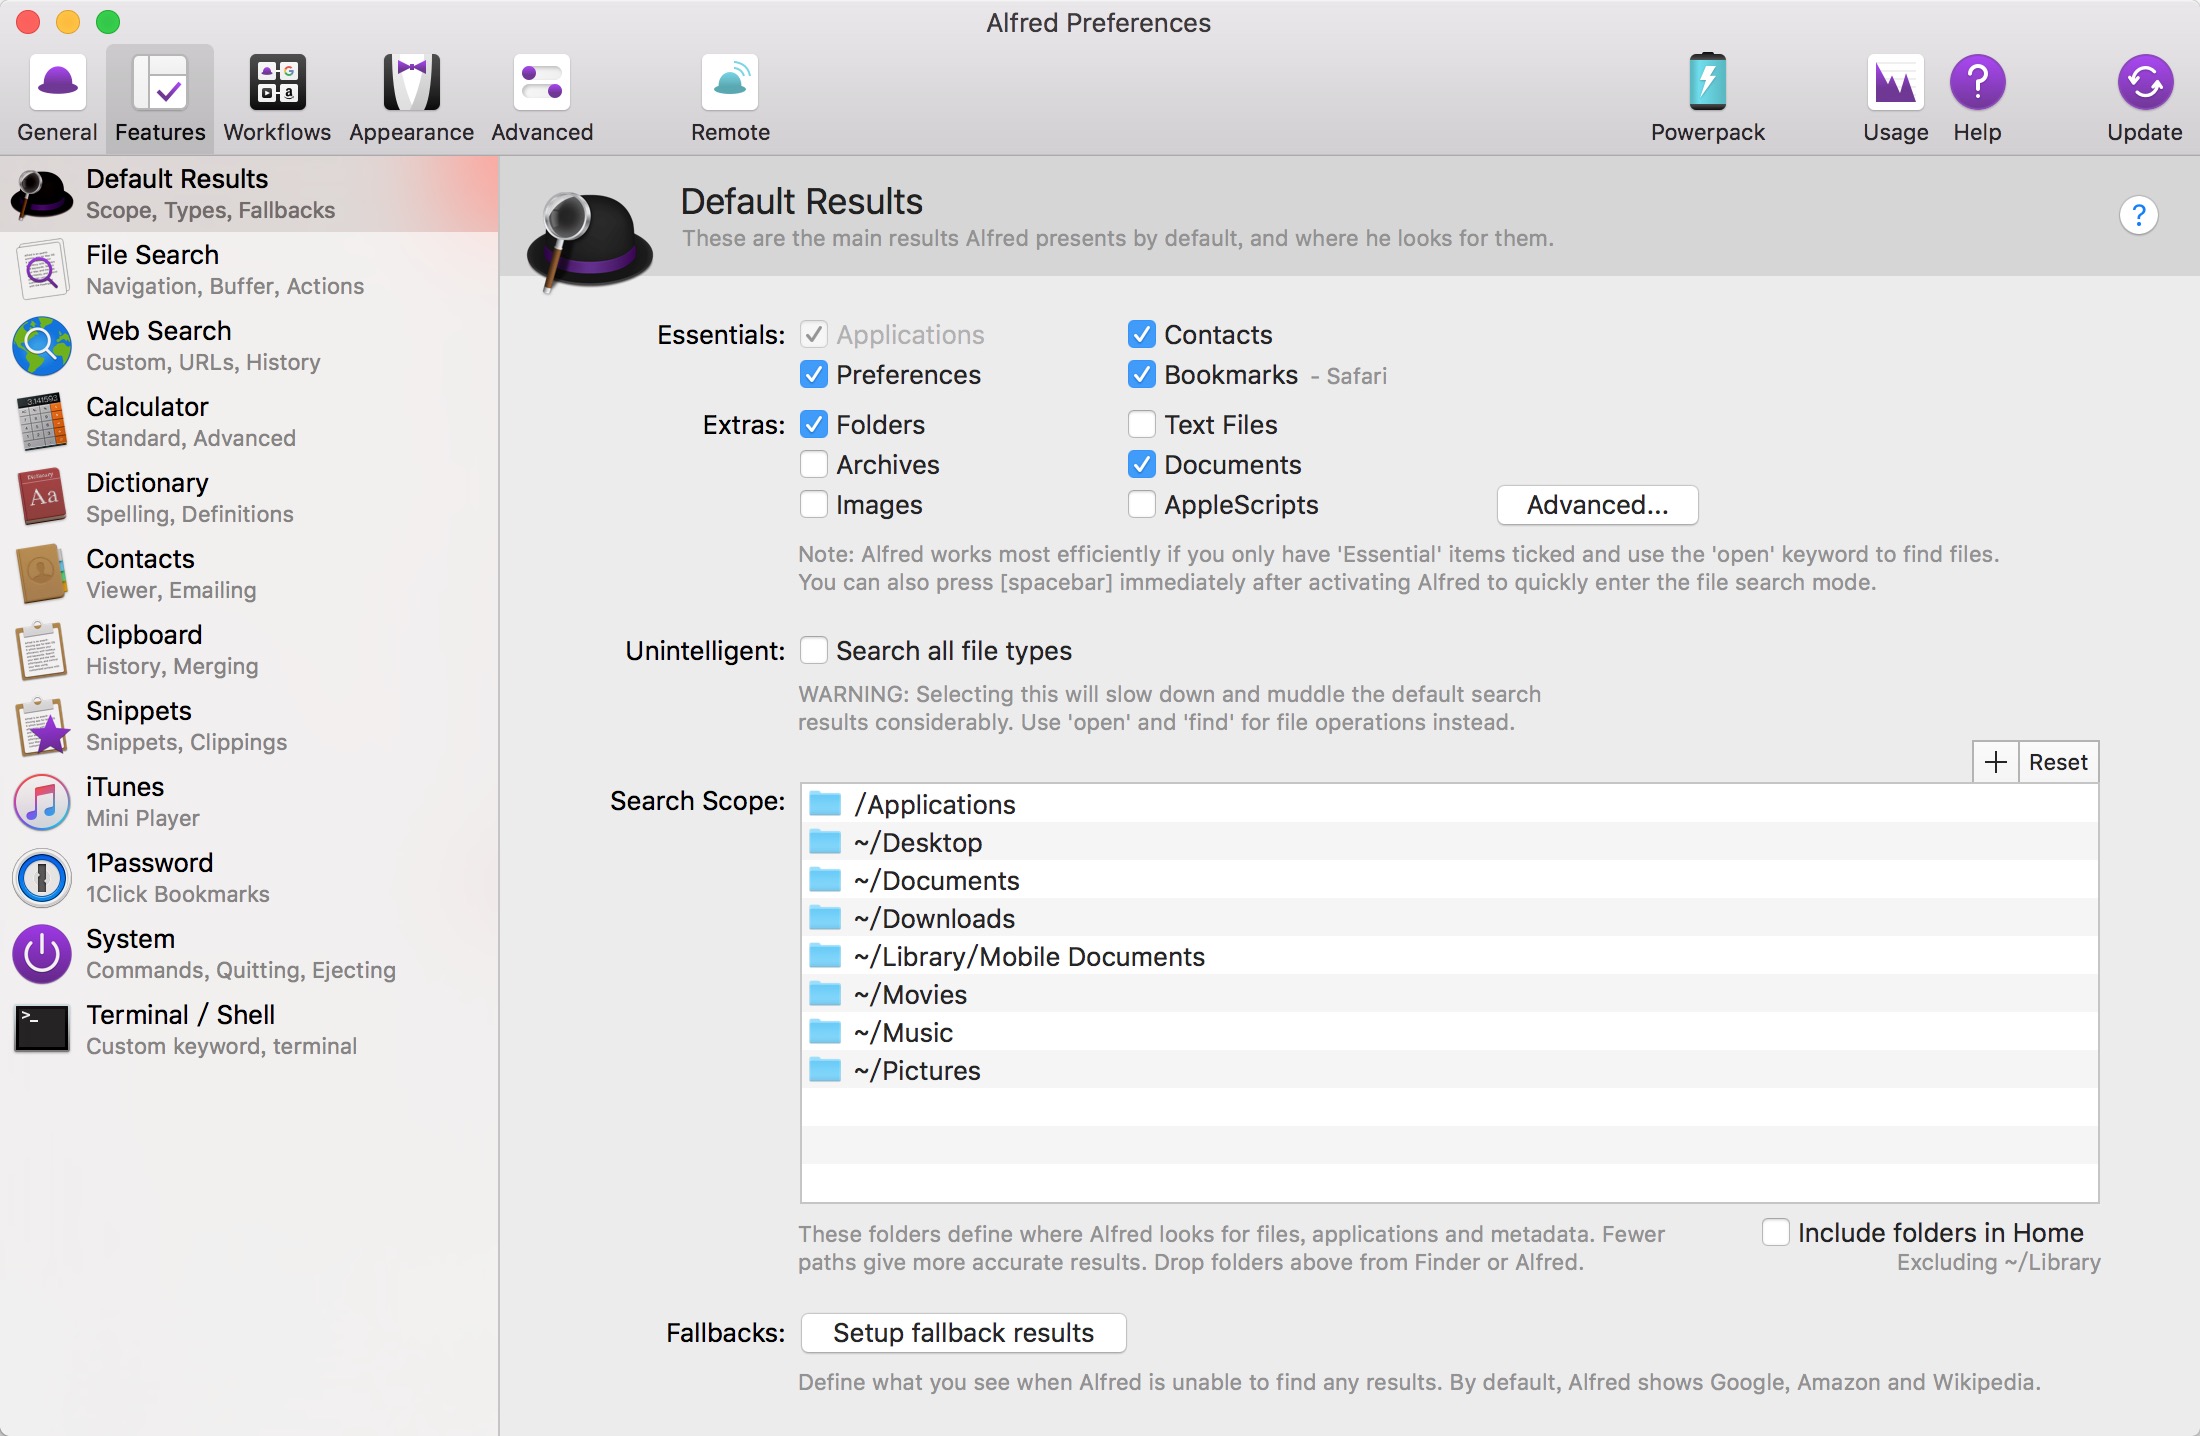 Alfred Preferences
General
Features
Workflows
Appearance
Advanced
Remote
Powerpack
Usage
Help
Update
Default Results
Scope, Types, Fallbacks
File Search
Navigation, Buffer, Actions
Web Search
Custom, URLs, History
3.141593
Calculator
Standard, Advanced
Dictionary
Aa
Dictionary
Spelling, Definitions
Contacts
Viewer, Emailing
Clipboard
History, Merging
Snippets
Snippets, Clippings
iTunes
Mini Player
1Password
1Click Bookmarks
System
Commands, Quitting, Ejecting
>_
Terminal / Shell
Custom keyword, terminal
Default Results
These are the main results Alfred presents by default, and where he looks for them.
?
Essentials:
Applications
Contacts
Preferences
Bookmarks - Safari
Extras:
Folders
Text Files
Archives
Documents
Images
AppleScripts
Advanced...
Note: Alfred works most efficiently if you only have 'Essential' items ticked and use the 'open' keyword to find files.
You can also press [spacebar] immediately after activating Alfred to quickly enter the file search mode.
Unintelligent:
Search all file types
WARNING: Selecting this will slow down and muddle the default search
results considerably. Use 'open' and 'find' for file operations instead.
+
Reset
Search Scope:
/Applications
~/Desktop
~/Documents
~/Downloads
~/Library/Mobile Documents
~/Movies
~/Music
~/Pictures
These folders define where Alfred looks for files, applications and metadata. Fewer
paths give more accurate results. Drop folders above from Finder or Alfred.
Include folders in Home
Excluding ~/Library
Fallbacks:
Setup fallback results
Define what you see when Alfred is unable to find any results. By default, Alfred shows Google, Amazon and Wikipedia.